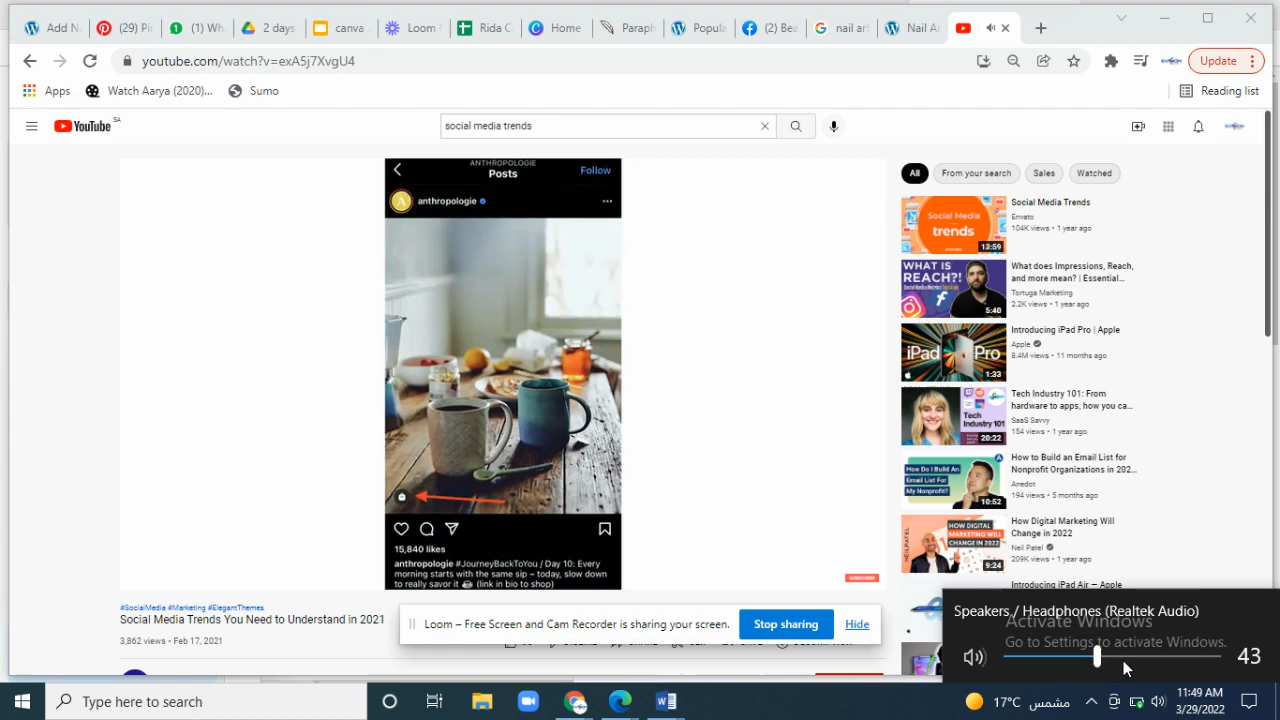 Add N
(29) Pi
(1) Wh
2 days
canva
Loom
Rida C
Home
Paraph
Popula
(2) Bea
nail art
Nail Ar
youtube.com/watch?v=exA5j7XvgU4
Update
Apps
Watch Aarya (2020)...
Sumo
Reading list
YouTube SA
social media trends
ANTHROPOLOGIE
Posts
Follow
anthropologie
15,840 likes
anthropologie #JourneyBackToYou / Day 10: Every
morning starts with the same sip – today, slow down
to really savor it (link in bio to shop)
#SocialMedia #Marketing #ElegantThemes
Social Media Trends You Need to Understand in 2021
3,862 views • Feb 17, 2021
Loom – Free Screen and Cam Recorder is sharing your screen.
Stop sharing
Hide
All
From your search
Sales
Watched
Social Media
trends
13:59
Social Media Trends
Envato
104K views • 1 year ago
WHAT IS
REACH?!
5:40
What does Impressions, Reach,
and more mean? | Essential...
Tortuga Marketing
2.2K views • 1 year ago
iPad Pro
1:33
Introducing iPad Pro | Apple
Apple
8.4M views • 11 months ago
Tech
Industry
101
20:22
Tech Industry 101: From
hardware to apps, how you ca...
SaaS Savvy
154 views • 1 year ago
How Do I Build An
Email List For
My Nonprofit?
10:52
How to Build an Email List for
Nonprofit Organizations in 202...
Anedot
194 views • 5 months ago
NEILPATEL
HOW DIGITAL
MARKETING WILL
CHANGE IN 2022
9:24
How Digital Marketing Will
Change in 2022
Neil Patel
209K views • 1 year ago
Introducing iPad Air — Apple
Speakers / Headphones (Realtek Audio)
Activate Windows
Go to Settings to activate Windows.
43
Type here to search
17°C مشمس
11:49 AM
3/29/2022